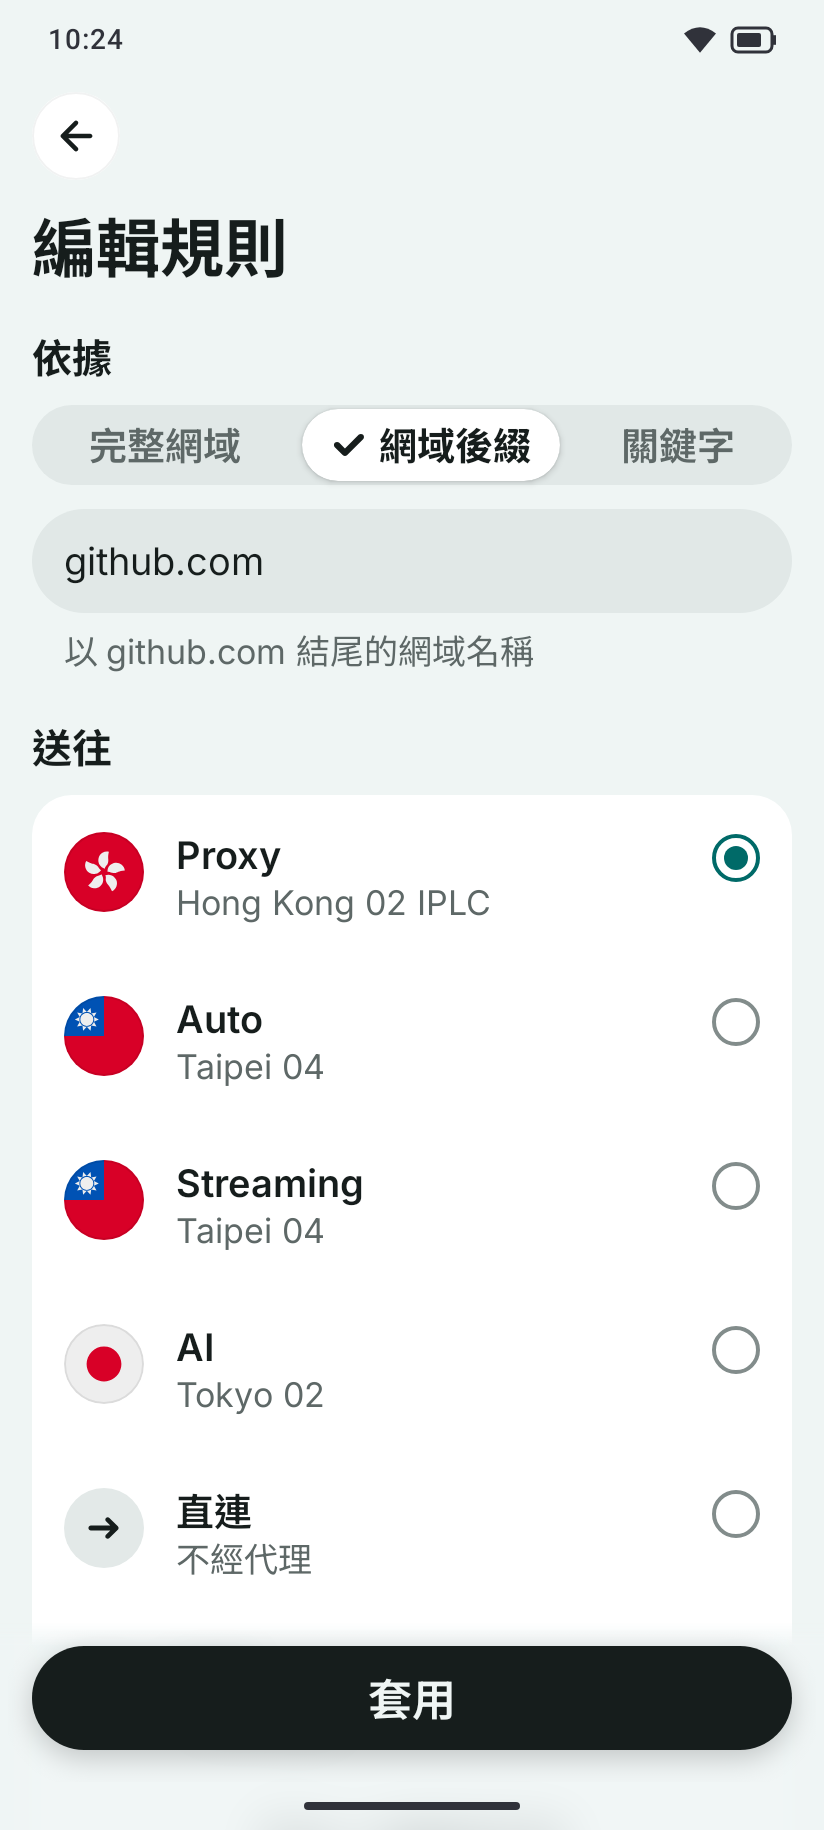 10:24
編輯規則
依據
完整網域
網域後綴
關鍵字
github.com
以 github.com 結尾的網域名稱
送往
Proxy
Hong Kong 02 IPLC
Auto
Taipei 04
Streaming
Taipei 04
AI
Tokyo 02
直連
不經代理
套用